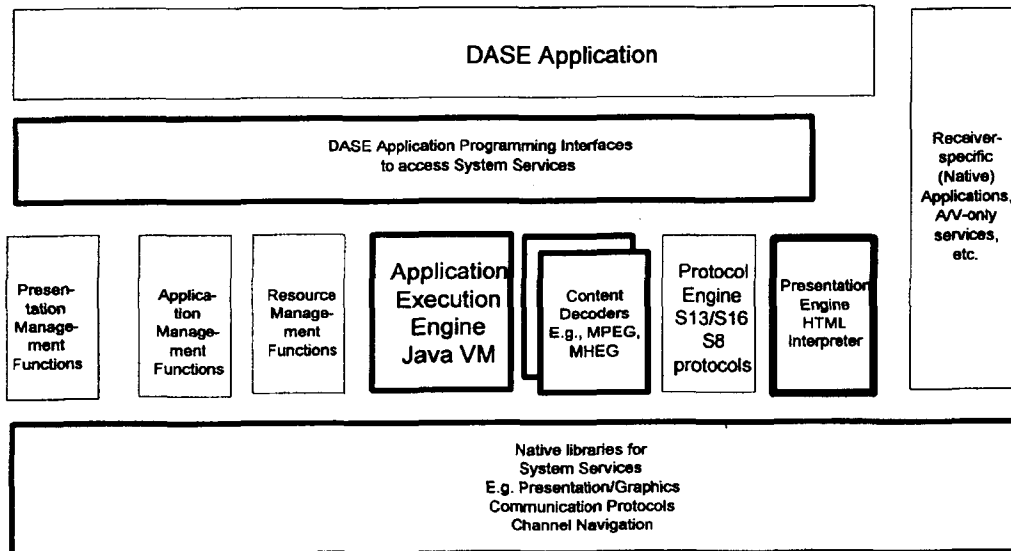 DASE Application
DASE Application Programming Interfaces
to access System Services
Receiver-
specific
(Native)
Applications,
A/V-only
services,
etc.
Presen-
tation
Manage-
ment
Functions
Applica-
tion
Manage-
ment
Functions
Resource
Manage-
ment
Functions
Application
Execution
Engine
Java VM
Content
Decoders
E.g., MPEG,
MHEG
Protocol
Engine
S13/S16
S8
protocols
Presentation
Engine
HTML
Interpreter
Native libraries for
System Services
E.g. Presentation/Graphics
Communication Protocols
Channel Navigation